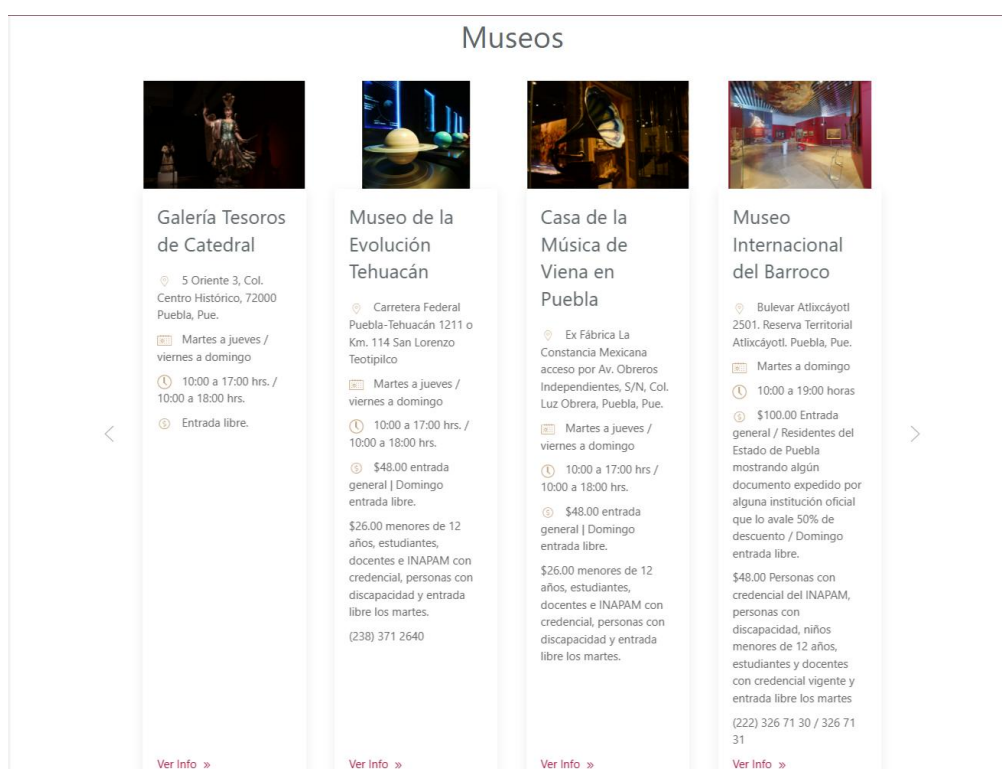 Museos
Galería Tesoros
de Catedral
5 Oriente 3, Col.
Centro Histórico, 72000
Puebla, Pue.
Martes a jueves /
viernes a domingo
10:00 a 17:00 hrs. /
10:00 a 18:00 hrs.
Entrada libre.
Ver Info »
Museo de la
Evolución
Tehuacán
Carretera Federal
Puebla-Tehuacán 1211 o
Km. 114 San Lorenzo
Teotipilco
Martes a jueves /
viernes a domingo
10:00 a 17:00 hrs. /
10:00 a 18:00 hrs.
$48.00 entrada
general | Domingo
entrada libre.
$26.00 menores de 12
años, estudiantes,
docentes e INAPAM con
credencial, personas con
discapacidad y entrada
libre los martes.
(238) 371 2640
Ver Info »
Casa de la
Música de
Viena en
Puebla
Ex Fábrica La
Constancia Mexicana
acceso por Av. Obreros
Independientes, S/N, Col.
Luz Obrera, Puebla, Pue.
Martes a jueves /
viernes a domingo
10:00 a 17:00 hrs /
10:00 a 18:00 hrs.
$48.00 entrada
general | Domingo
entrada libre.
$26.00 menores de 12
años, estudiantes,
docentes e INAPAM con
credencial, personas con
discapacidad y entrada
libre los martes.
Ver Info »
Museo
Internacional
del Barroco
Bulevar Atlixcáyotl
2501. Reserva Territorial
Atlixcáyotl. Puebla, Pue.
Martes a domingo
10:00 a 19:00 horas
$100.00 Entrada
general / Residentes del
Estado de Puebla
mostrando algún
documento expedido por
alguna institución oficial
que lo avale 50% de
descuento / Domingo
entrada libre.
$48.00 Personas con
credencial del INAPAM,
personas con
discapacidad, niños
menores de 12 años,
estudiantes y docentes
con credencial vigente y
entrada libre los martes
(222) 326 71 30 / 326 71
31
Ver Info »